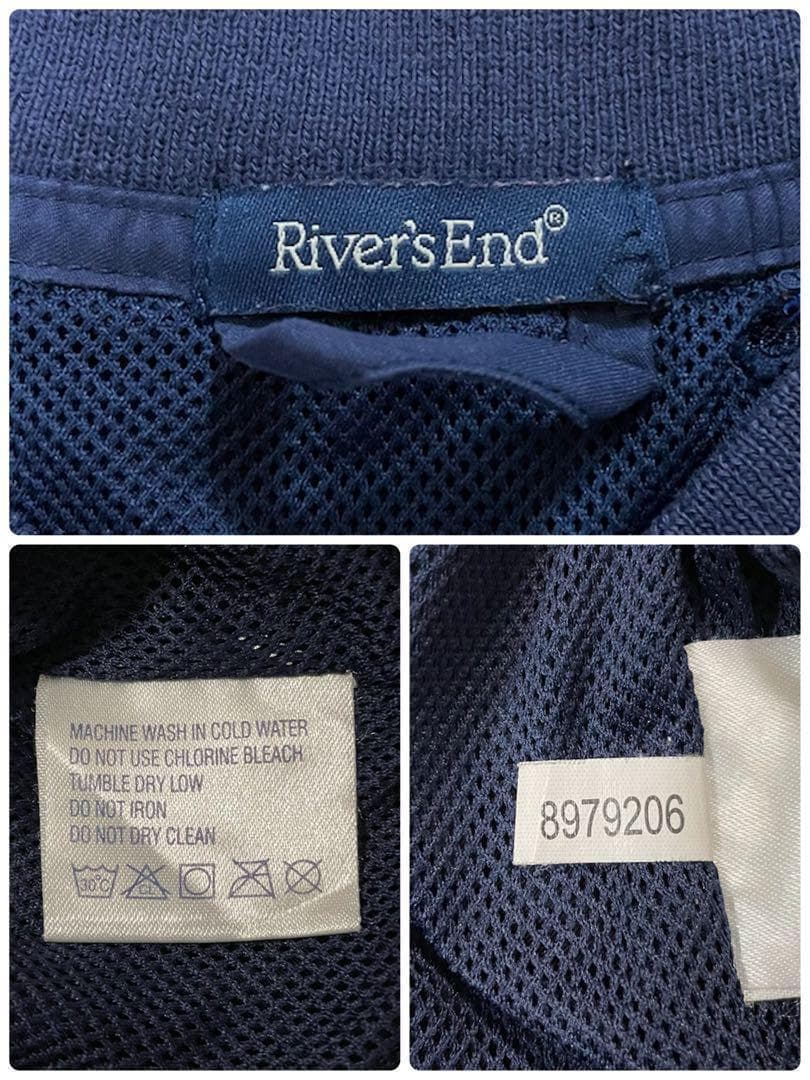 River's End®
MACHINE WASH IN COLD WATER
DO NOT USE CHLORINE BLEACH
TUMBLE DRY LOW
DO NOT IRON
DO NOT DRY CLEAN
30°C CL
8979206